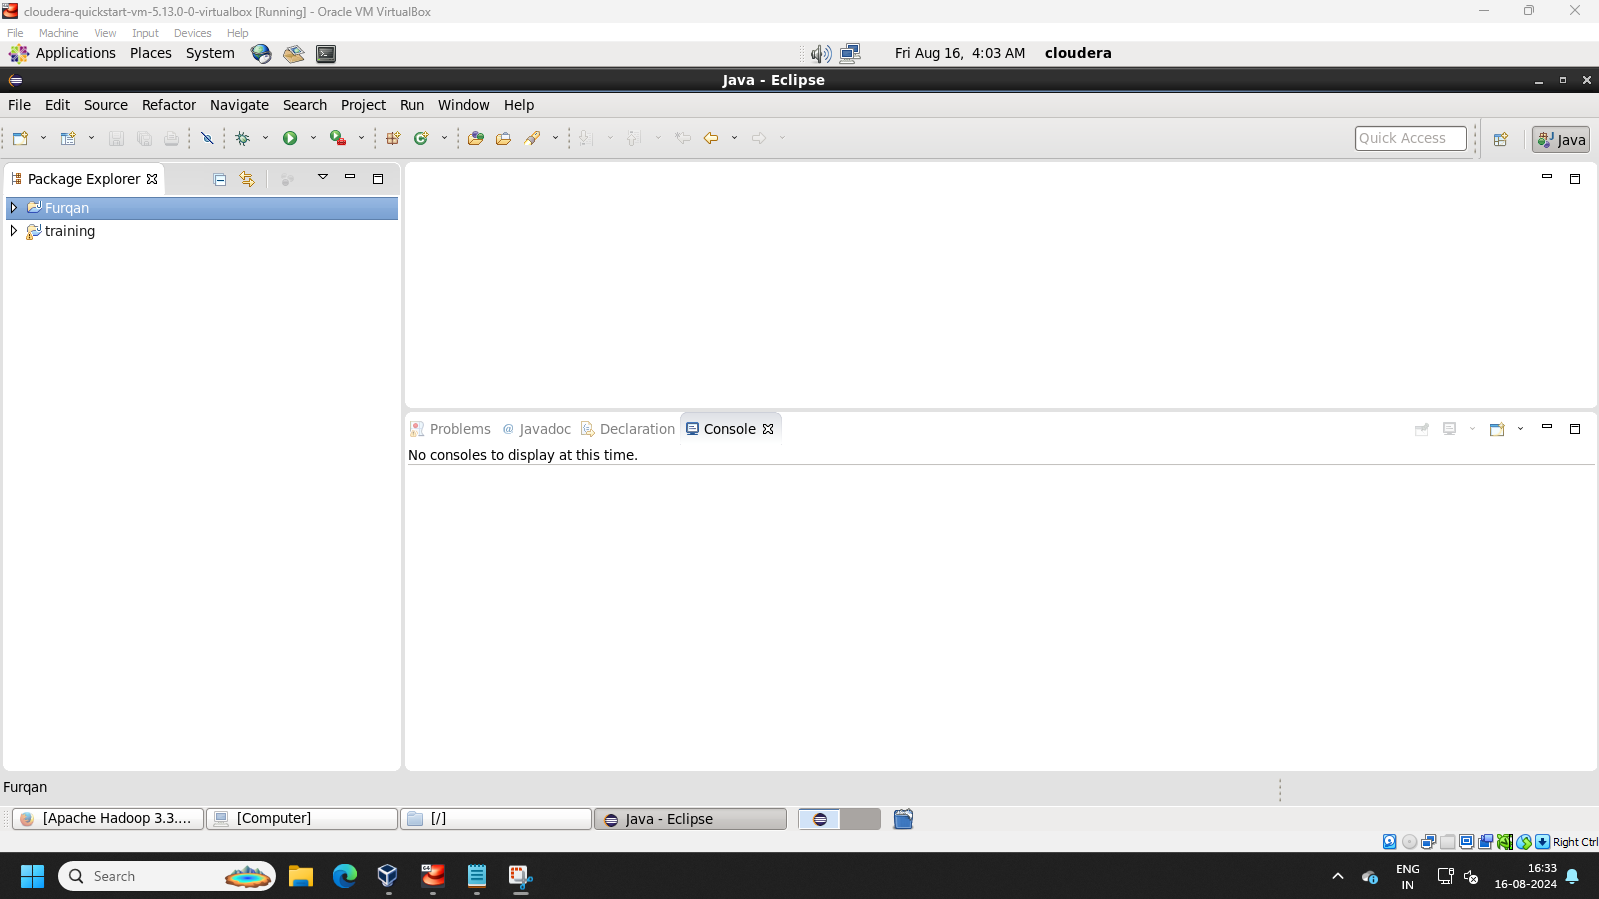 cloudera-quickstart-vm-5.13.0-0-virtualbox [Running] - Oracle VM VirtualBox
File Machine View Input Devices Help
Applications Places System Fri Aug 16, 4:03 AM cloudera
Java - Eclipse
File Edit Source Refactor Navigate Search Project Run Window Help
Quick Access Java
Package Explorer
Furqan
training
Problems @ Javadoc Declaration Console
No consoles to display at this time.
Furqan
[Apache Hadoop 3.3.... [Computer] [/] Java - Eclipse
Right Ctrl
Search ENG IN 16:33
16-08-2024